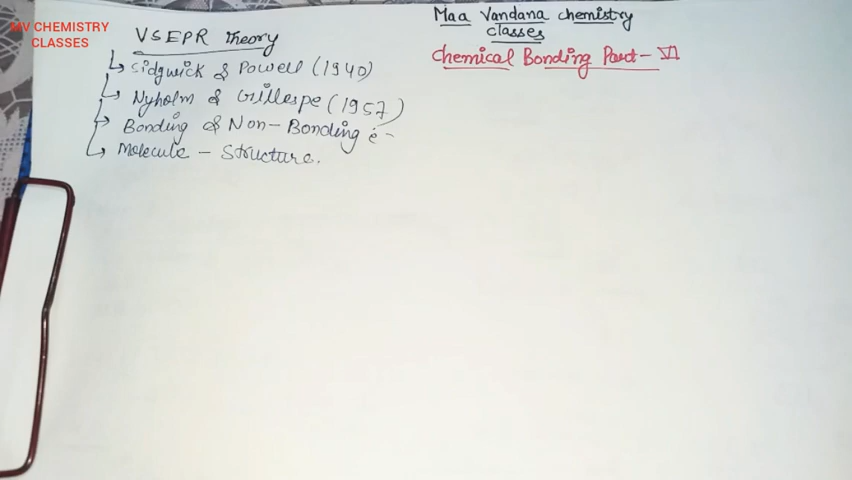 MV CHEMISTRY
CLASSES
VSEPR Theory
Sidgwick & Powell (1940)
Nyholm & Gillespe (1957)
Bonding & Non-Bonding e-
Molecule - Structure.
Maa Vandana chemistry
classes
Chemical Bonding Part - VI